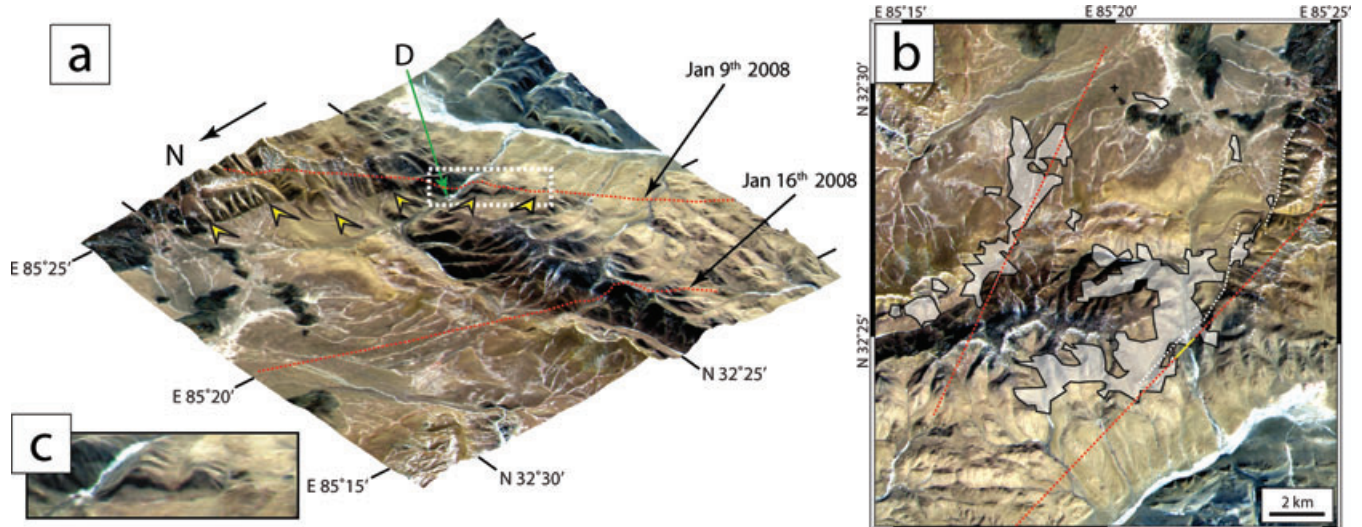 a
D
N
Jan 9th 2008
Jan 16th 2008
E 85°25′
E 85°20′
E 85°15′
N 32°25′
N 32°30′
c
b
E 85°15′
E 85°20′
E 85°25′
N 32°30′
N 32°25′
2 km